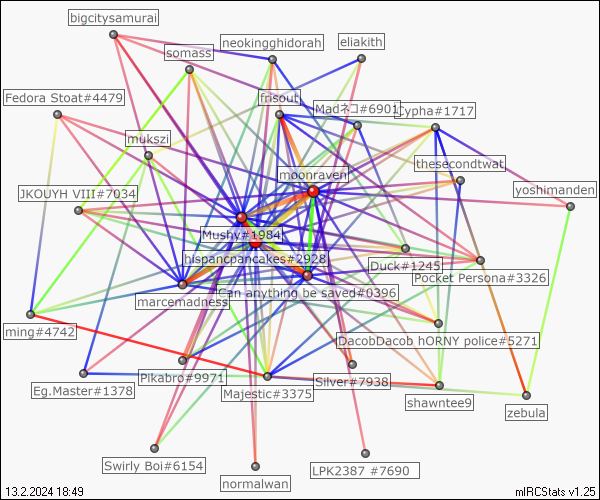 bigcitysamurai
neokingghidorah
eliakith
somass
Fedora Stoat#4479
frisout
Madネコ#6901
Cypha#1717
mukszi
thesecondtwat
moonraven
JKOUYH VIII#7034
yoshimanden
Mushy#1984
hispancpancakes#2928
Duck#1245
Pocket Persona#3326
marcemadness
Can anything be saved#0396
ming#4742
DacobDacob hORNY police#5271
Eg.Master#1378
Pikabro#9971
Majestic#3375
Silver#7938
shawntee9
zebula
Swirly Boi#6154
normalwan
LPK2387 #7690
13.2.2024 18:49
mIRCStats v1.25